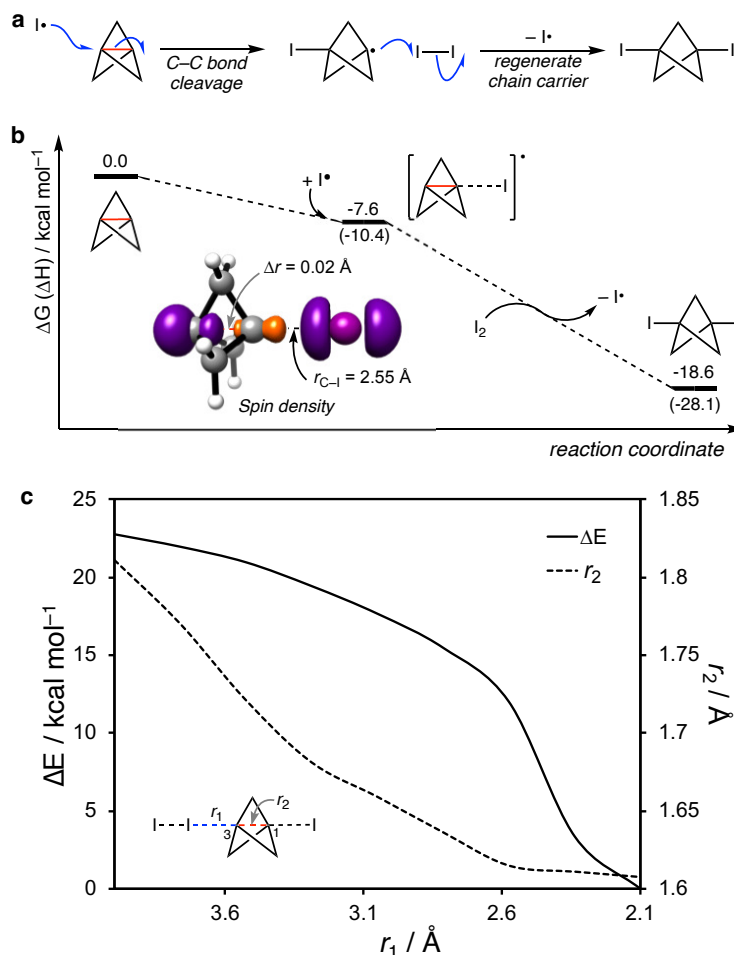 a
I•
I
•
I
I
– I•
I
I
C–C bond
cleavage
regenerate
chain carrier
b
0.0
+ I•
-7.6
(-10.4)
I
•
Δr = 0.02 Å
rC–I = 2.55 Å
Spin density
I2
– I•
I
-18.6
(-28.1)
ΔG (ΔH) / kcal mol–1
reaction coordinate
c
25
20
15
10
5
0
1.85
1.8
1.75
1.7
1.65
1.6
ΔE
r2
ΔE / kcal mol–1
r2 / Å
r1
r2
I
I
I
3
1
3.6
3.1
2.6
2.1
r1 / Å